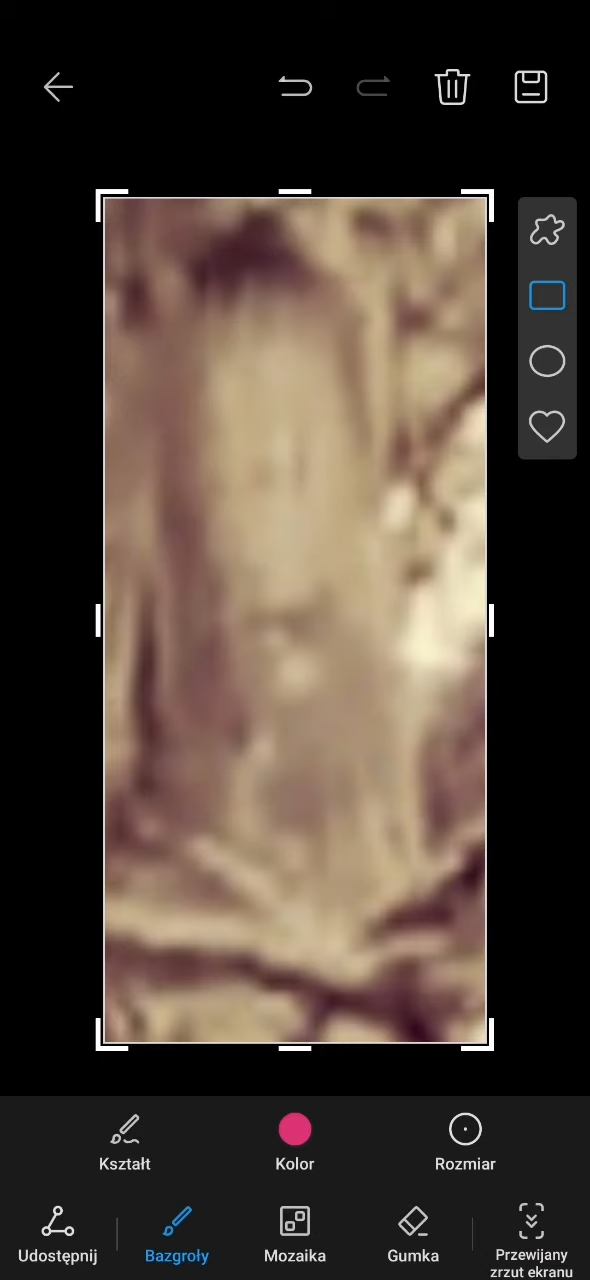 Kształt
Kolor
Rozmiar
Udostępnij
Bazgroły
Mozaika
Gumka
Przewijany
zrzut ekranu